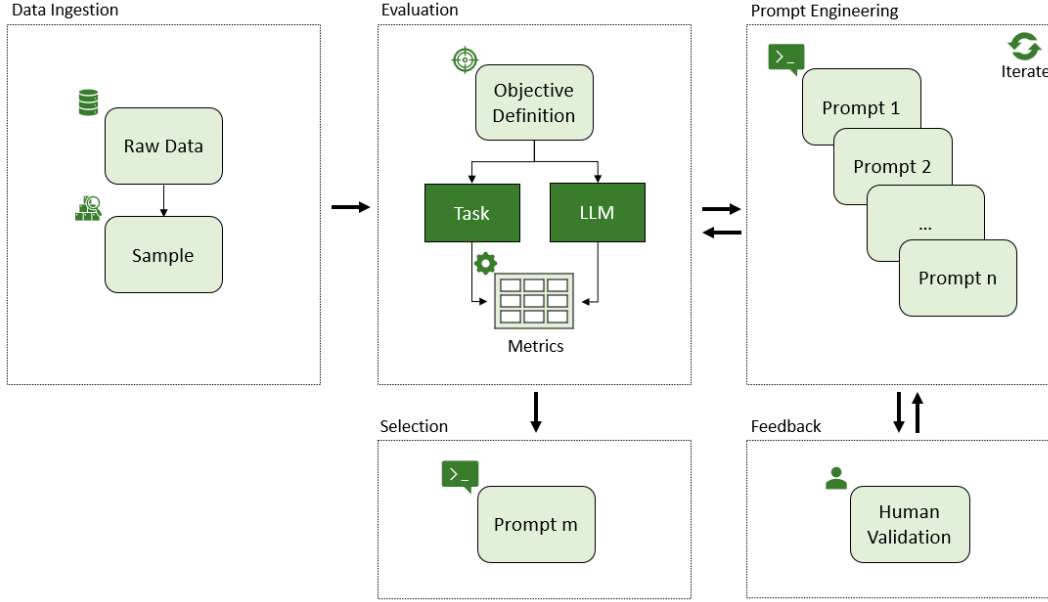 Data Ingestion
Raw Data
Sample
Evaluation
Objective
Definition
Task
LLM
Metrics
Prompt Engineering
>_
Iterate
Prompt 1
Prompt 2
...
Prompt n
Selection
>_
Prompt m
Feedback
Human
Validation